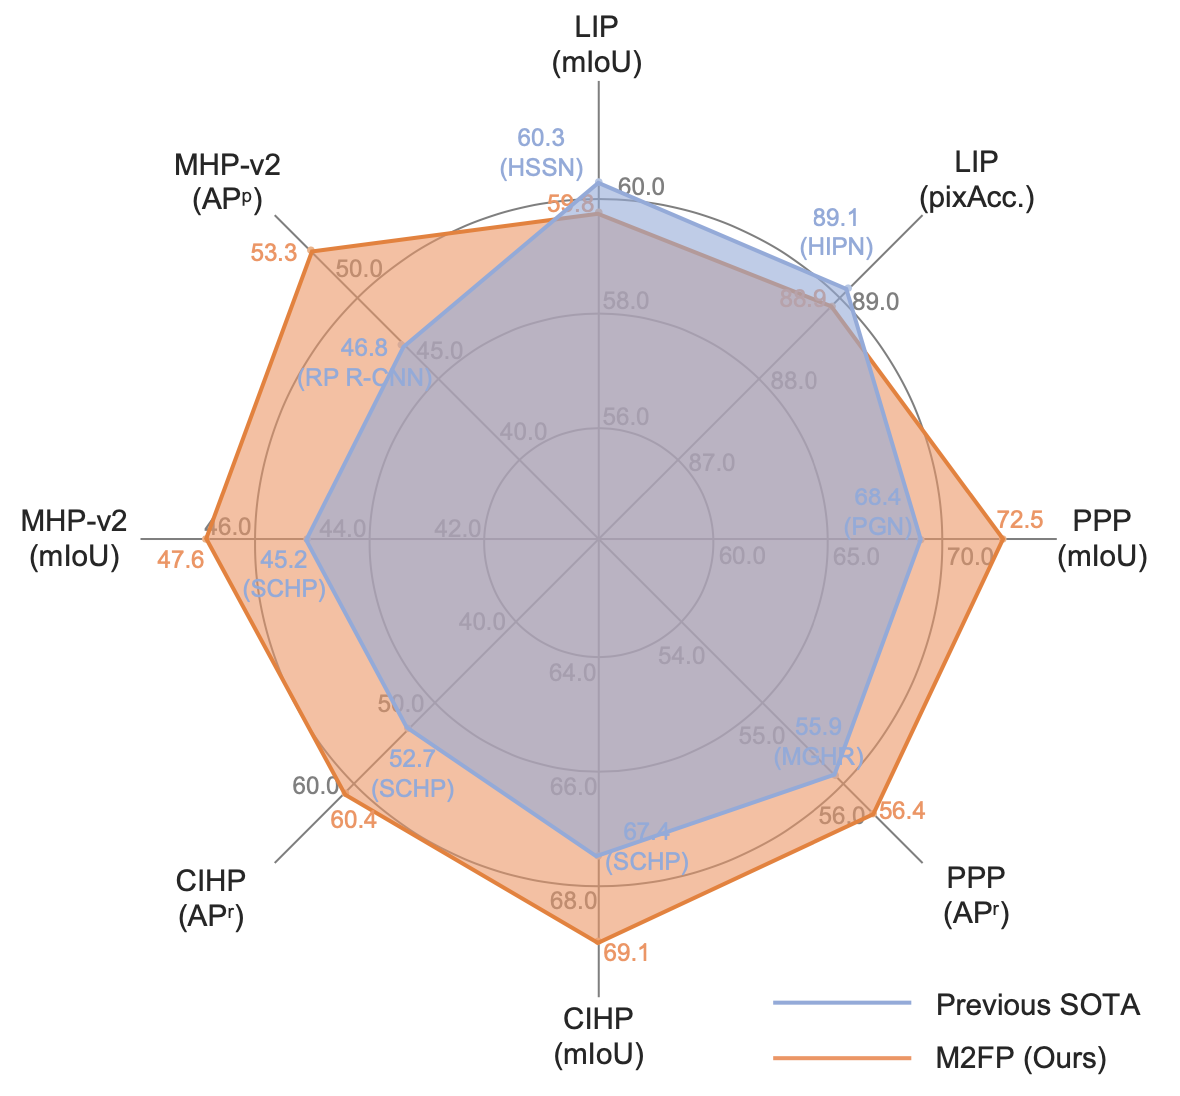 LIP
(mIoU)
LIP
(pixAcc.)
MHP-v2
(APᵖ)
60.3
(HSSN)
60.0
59.8
89.1
(HIPN)
53.3
50.0
88.9
89.0
58.0
46.8
(RP R-CNN)
45.0
88.0
40.0
56.0
87.0
MHP-v2
(mIoU)
46.0
47.6
45.2
(SCHP)
44.0
42.0
60.0
65.0
68.4
(PGN)
70.0
72.5
PPP
(mIoU)
40.0
64.0
54.0
50.0
52.7
(SCHP)
55.0
55.9
(MGHR)
66.0
60.0
60.4
67.4
(SCHP)
56.0
56.4
CIHP
(APʳ)
68.0
PPP
(APʳ)
69.1
CIHP
(mIoU)
Previous SOTA
M2FP (Ours)